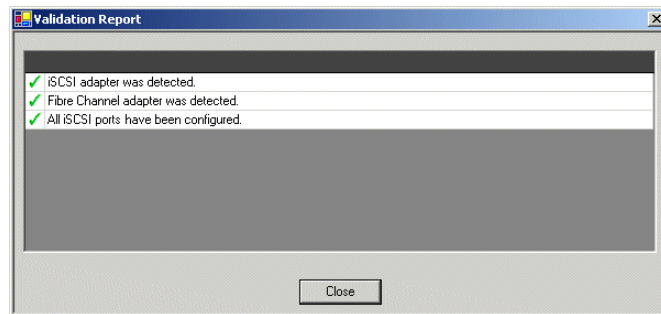 Validation Report
iSCSI adapter was detected.
Fibre Channel adapter was detected.
All iSCSI ports have been configured.
Close